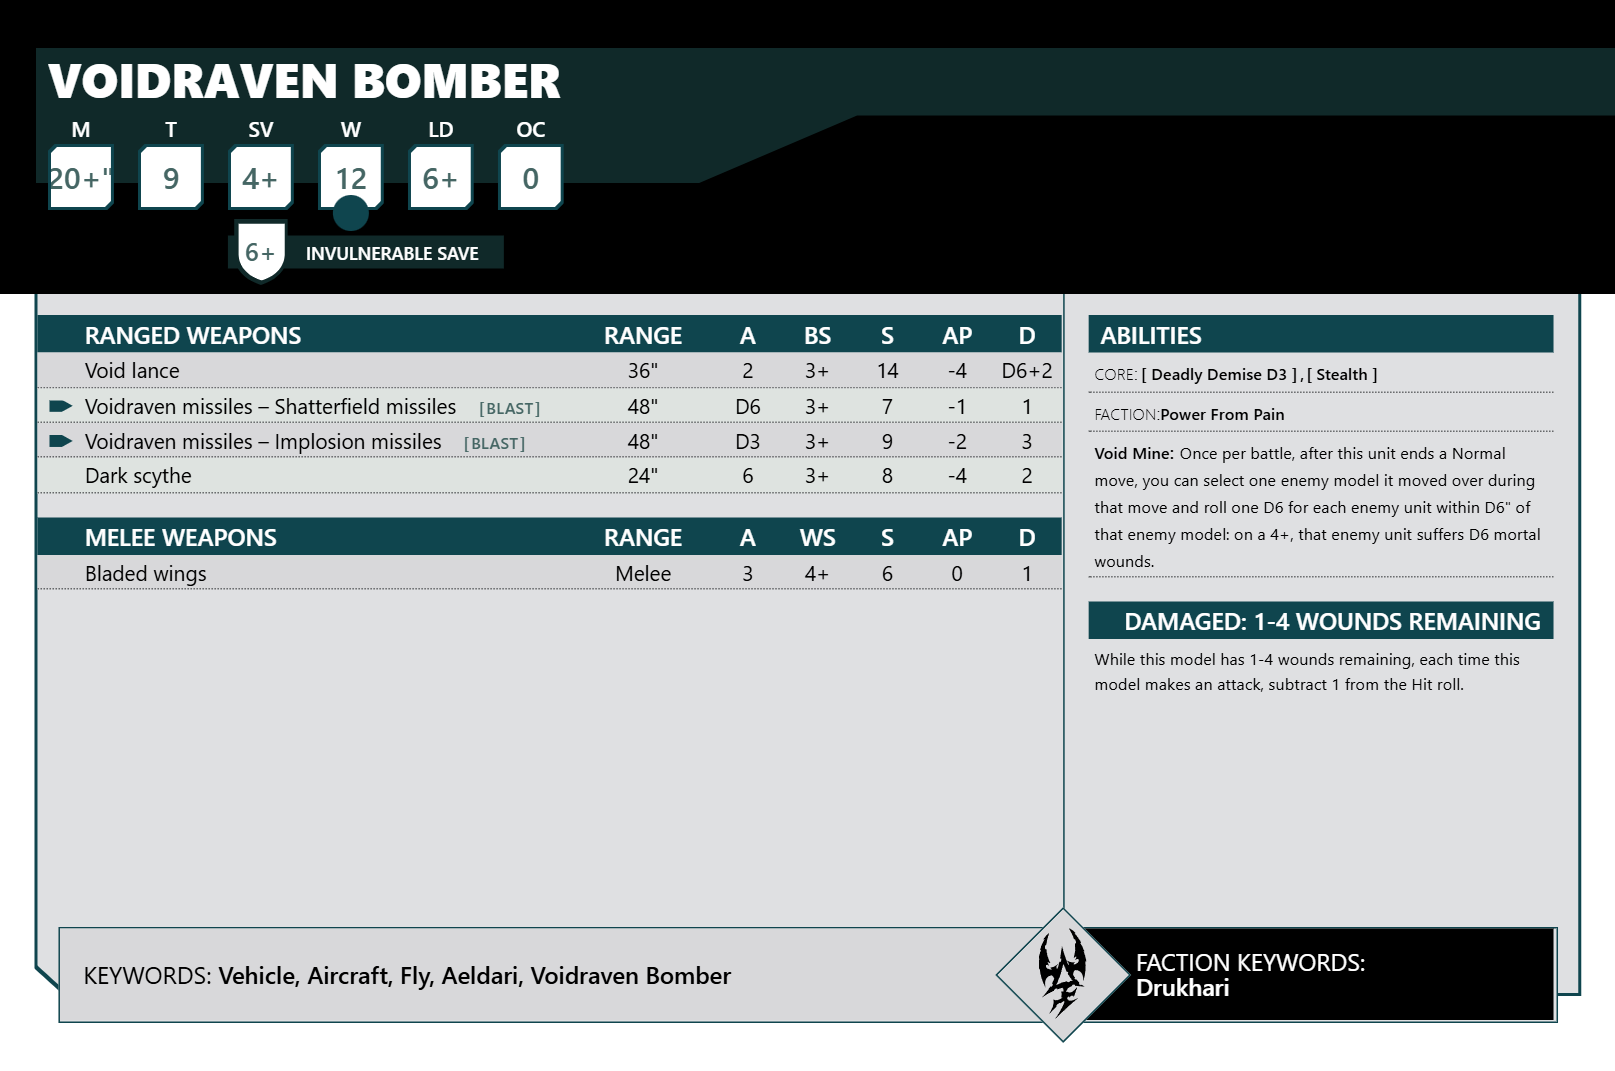 VOIDRAVEN BOMBER
M T SV W LD OC
20+" 9 4+ 12 6+ 0
6+ INVULNERABLE SAVE
RANGED WEAPONS RANGE A BS S AP D
Void lance 36" 2 3+ 14 -4 D6+2
Voidraven missiles – Shatterfield missiles [BLAST] 48" D6 3+ 7 -1 1
Voidraven missiles – Implosion missiles [BLAST] 48" D3 3+ 9 -2 3
Dark scythe 24" 6 3+ 8 -4 2
MELEE WEAPONS RANGE A WS S AP D
Bladed wings Melee 3 4+ 6 0 1
ABILITIES
CORE: [ Deadly Demise D3 ] , [ Stealth ]
FACTION:Power From Pain
Void Mine: Once per battle, after this unit ends a Normal
move, you can select one enemy model it moved over during
that move and roll one D6 for each enemy unit within D6" of
that enemy model: on a 4+, that enemy unit suffers D6 mortal
wounds.
DAMAGED: 1-4 WOUNDS REMAINING
While this model has 1-4 wounds remaining, each time this
model makes an attack, subtract 1 from the Hit roll.
KEYWORDS: Vehicle, Aircraft, Fly, Aeldari, Voidraven Bomber
FACTION KEYWORDS:
Drukhari